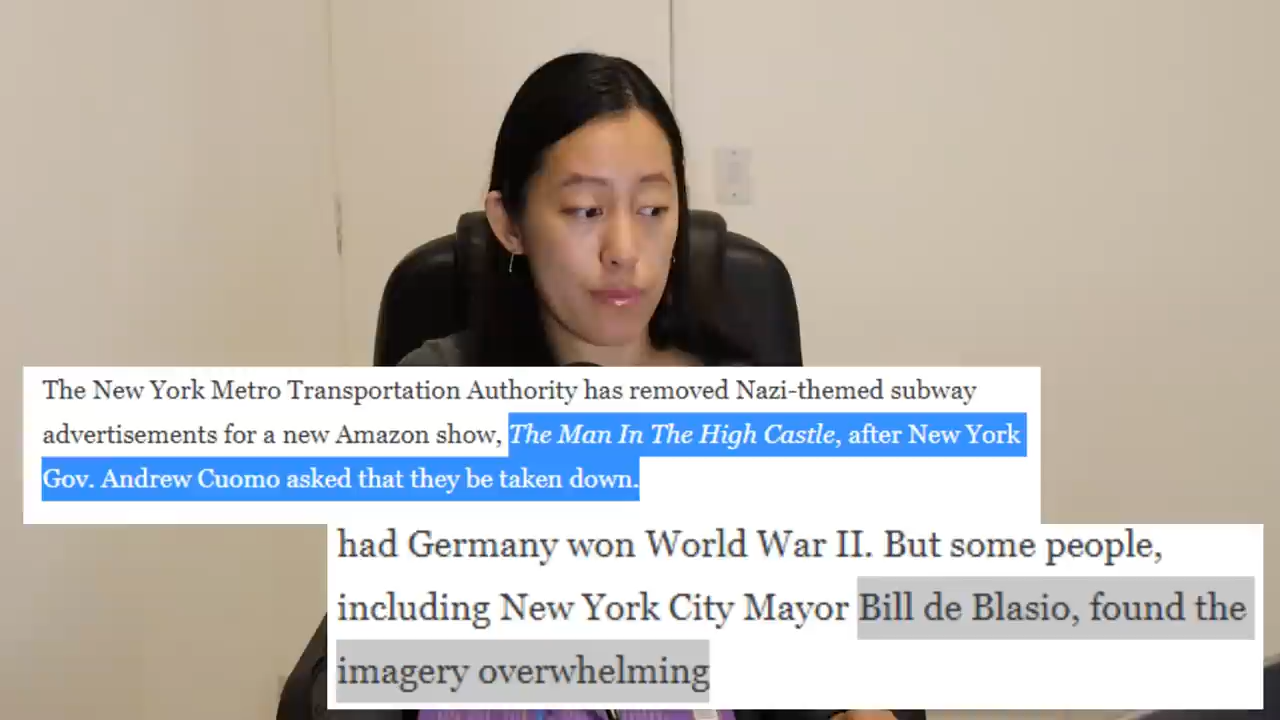 The New York Metro Transportation Authority has removed Nazi-themed subway
advertisements for a new Amazon show, The Man In The High Castle, after New York
Gov. Andrew Cuomo asked that they be taken down.
had Germany won World War II. But some people,
including New York City Mayor Bill de Blasio, found the
imagery overwhelming